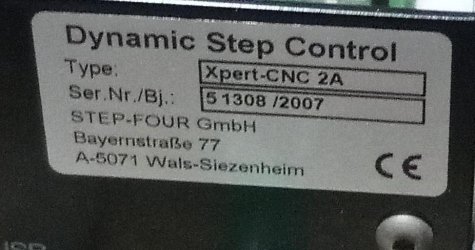 Dynamic Step Control
Type: Xpert-CNC 2A
Ser.Nr./Bj.: 51308 /2007
STEP-FOUR GmbH
Bayernstraße 77
A-5071 Wals-Siezenheim
CE